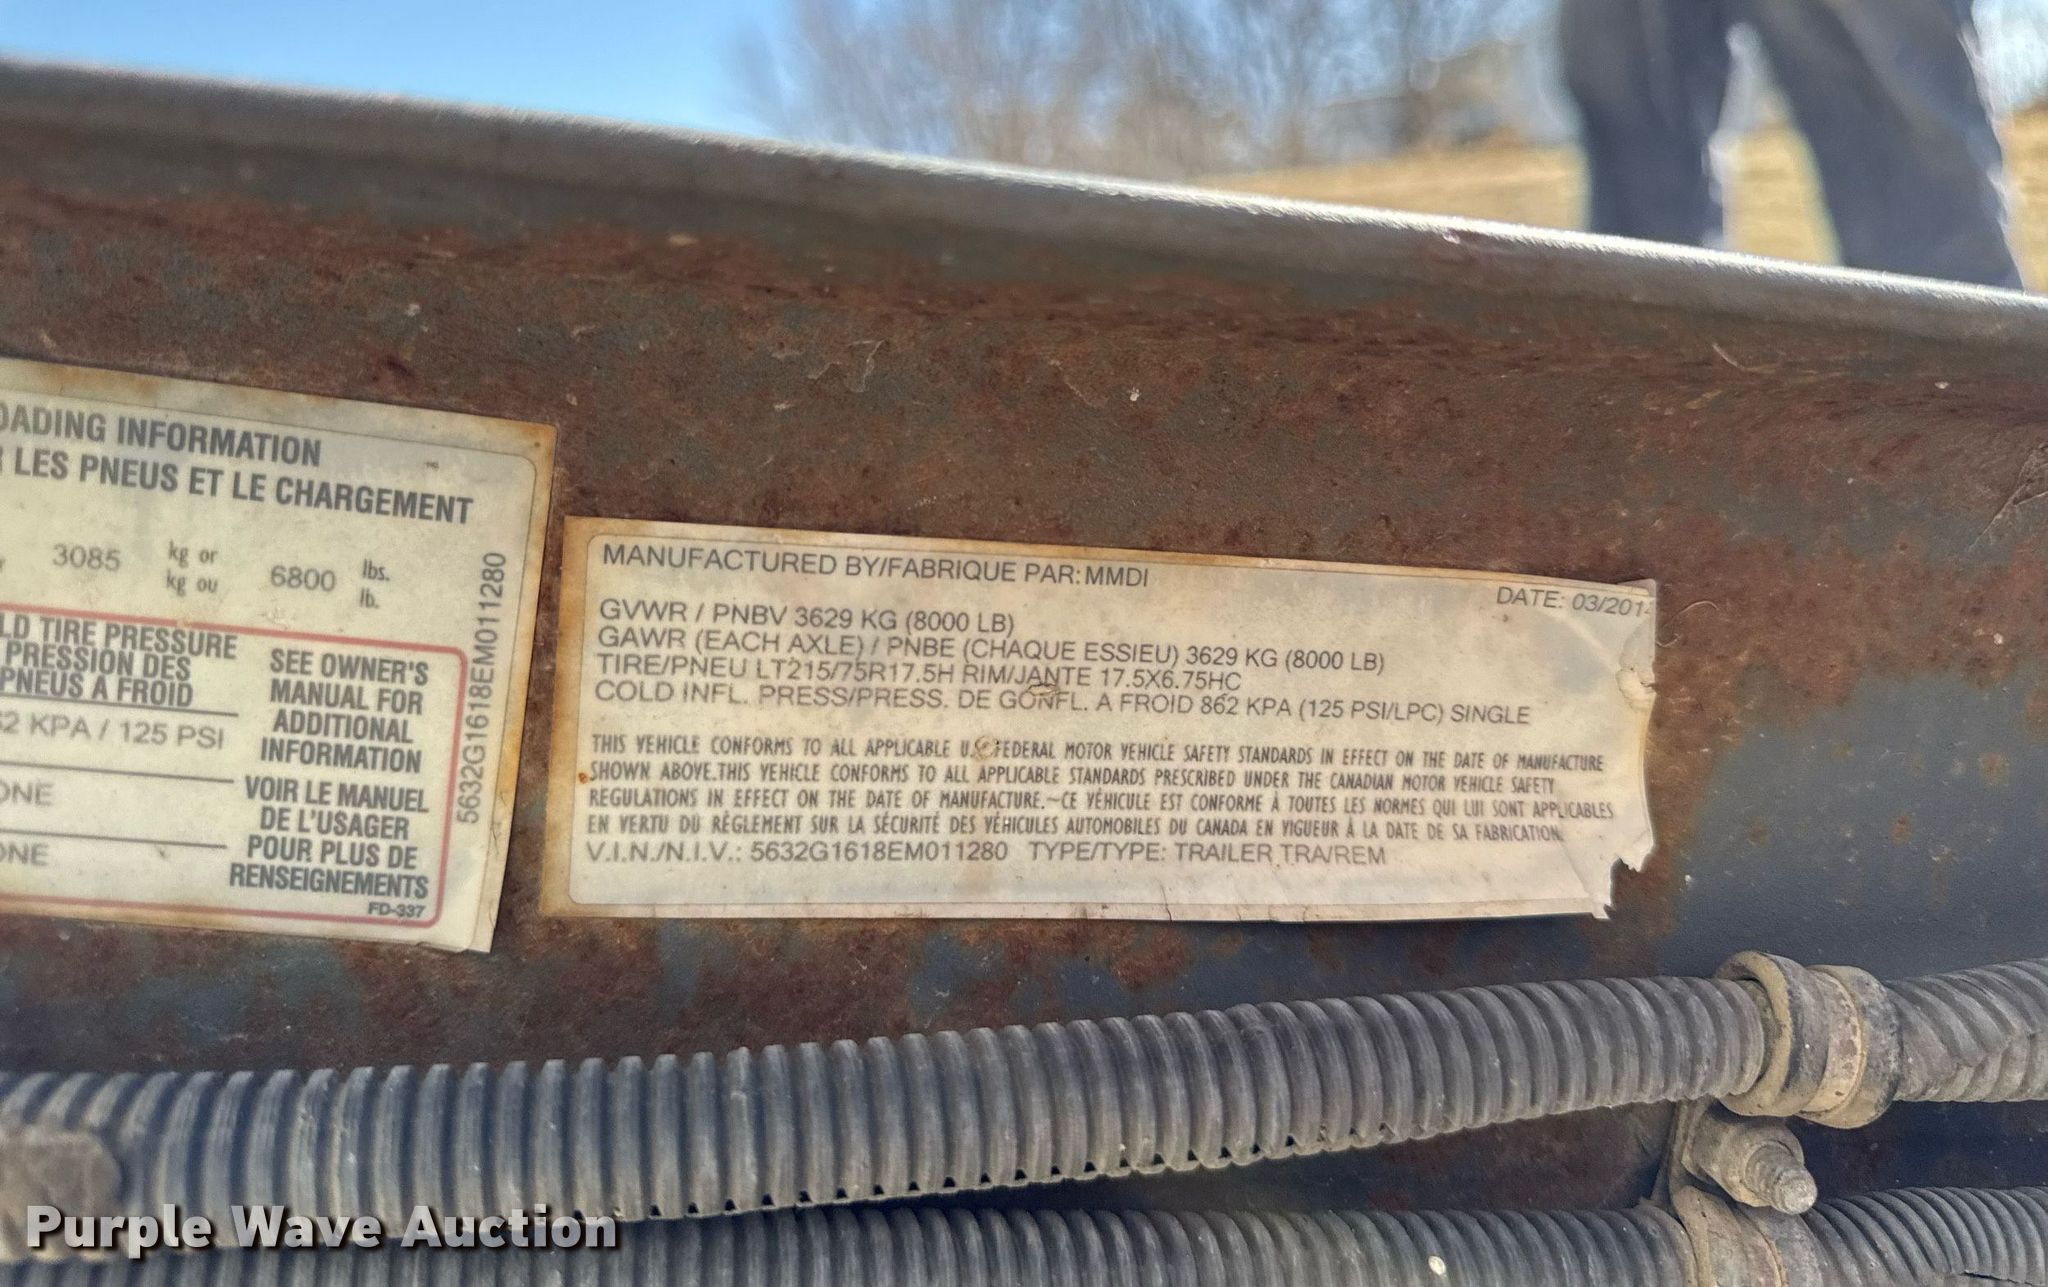 OADING INFORMATION
LES PNEUS ET LE CHARGEMENT
3085 kg or 6800 lbs.
kg ou lb.
LD TIRE PRESSURE
PRESSION DES
PNEUS A FROID
62 KPA / 125 PSI
ONE
ONE
SEE OWNER'S
MANUAL FOR
ADDITIONAL
INFORMATION
VOIR LE MANUEL
DE L'USAGER
POUR PLUS DE
RENSEIGNEMENTS
FD-337
5632G1618EM011280
MANUFACTURED BY/FABRIQUE PAR: MMDI
DATE: 03/2014
GVWR / PNBV 3629 KG (8000 LB)
GAWR (EACH AXLE) / PNBE (CHAQUE ESSIEU) 3629 KG (8000 LB)
TIRE/PNEU LT215/75R17.5H RIM/JANTE 17.5X6.75HC
COLD INFL. PRESS/PRESS. DE GONFL. A FROID 862 KPA (125 PSI/LPC) SINGLE
THIS VEHICLE CONFORMS TO ALL APPLICABLE U.S FEDERAL MOTOR VEHICLE SAFETY STANDARDS IN EFFECT ON THE DATE OF MANUFACTURE
SHOWN ABOVE.THIS VEHICLE CONFORMS TO ALL APPLICABLE STANDARDS PRESCRIBED UNDER THE CANADIAN MOTOR VEHICLE SAFETY
REGULATIONS IN EFFECT ON THE DATE OF MANUFACTURE.~CE VÉHICULE EST CONFORME À TOUTES LES NORMES QUI LUI SONT APPLICABLES
EN VERTU DU RÈGLEMENT SUR LA SÉCURITÉ DES VÉHICULES AUTOMOBILES DU CANADA EN VIGUEUR À LA DATE DE SA FABRICATION.
V.I.N./N.I.V.: 5632G1618EM011280 TYPE/TYPE: TRAILER TRA/REM
Purple Wave Auction